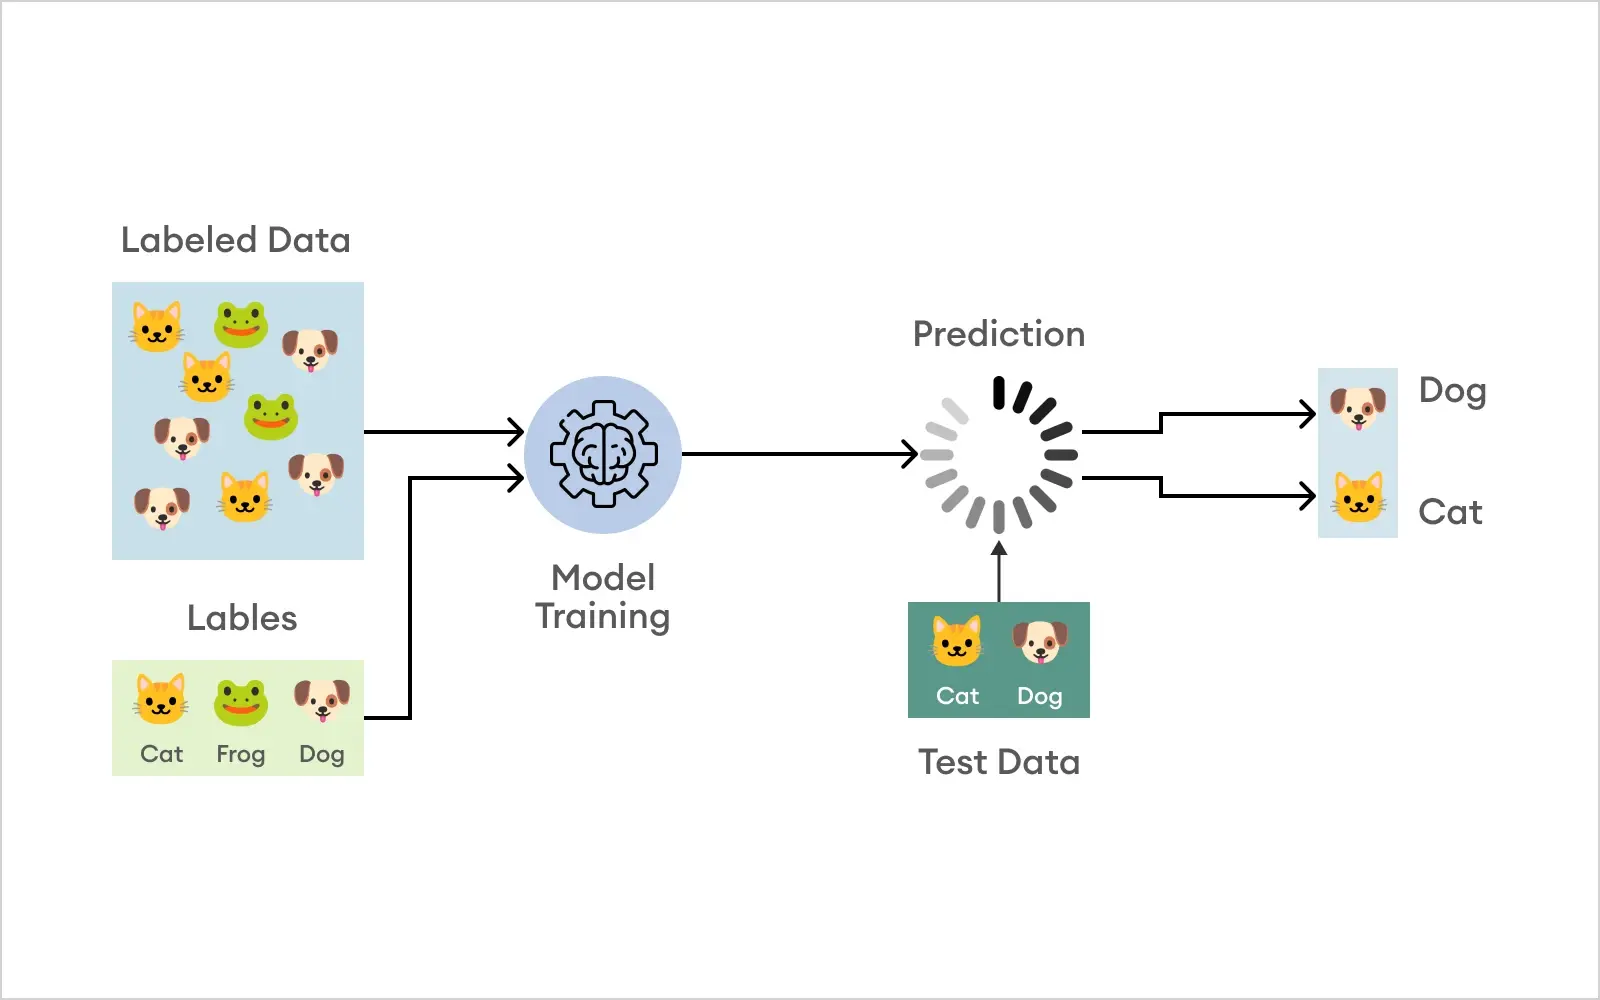 Labeled Data
Lables
Cat Frog Dog
Model
Training
Prediction
Cat Dog
Test Data
Dog
Cat